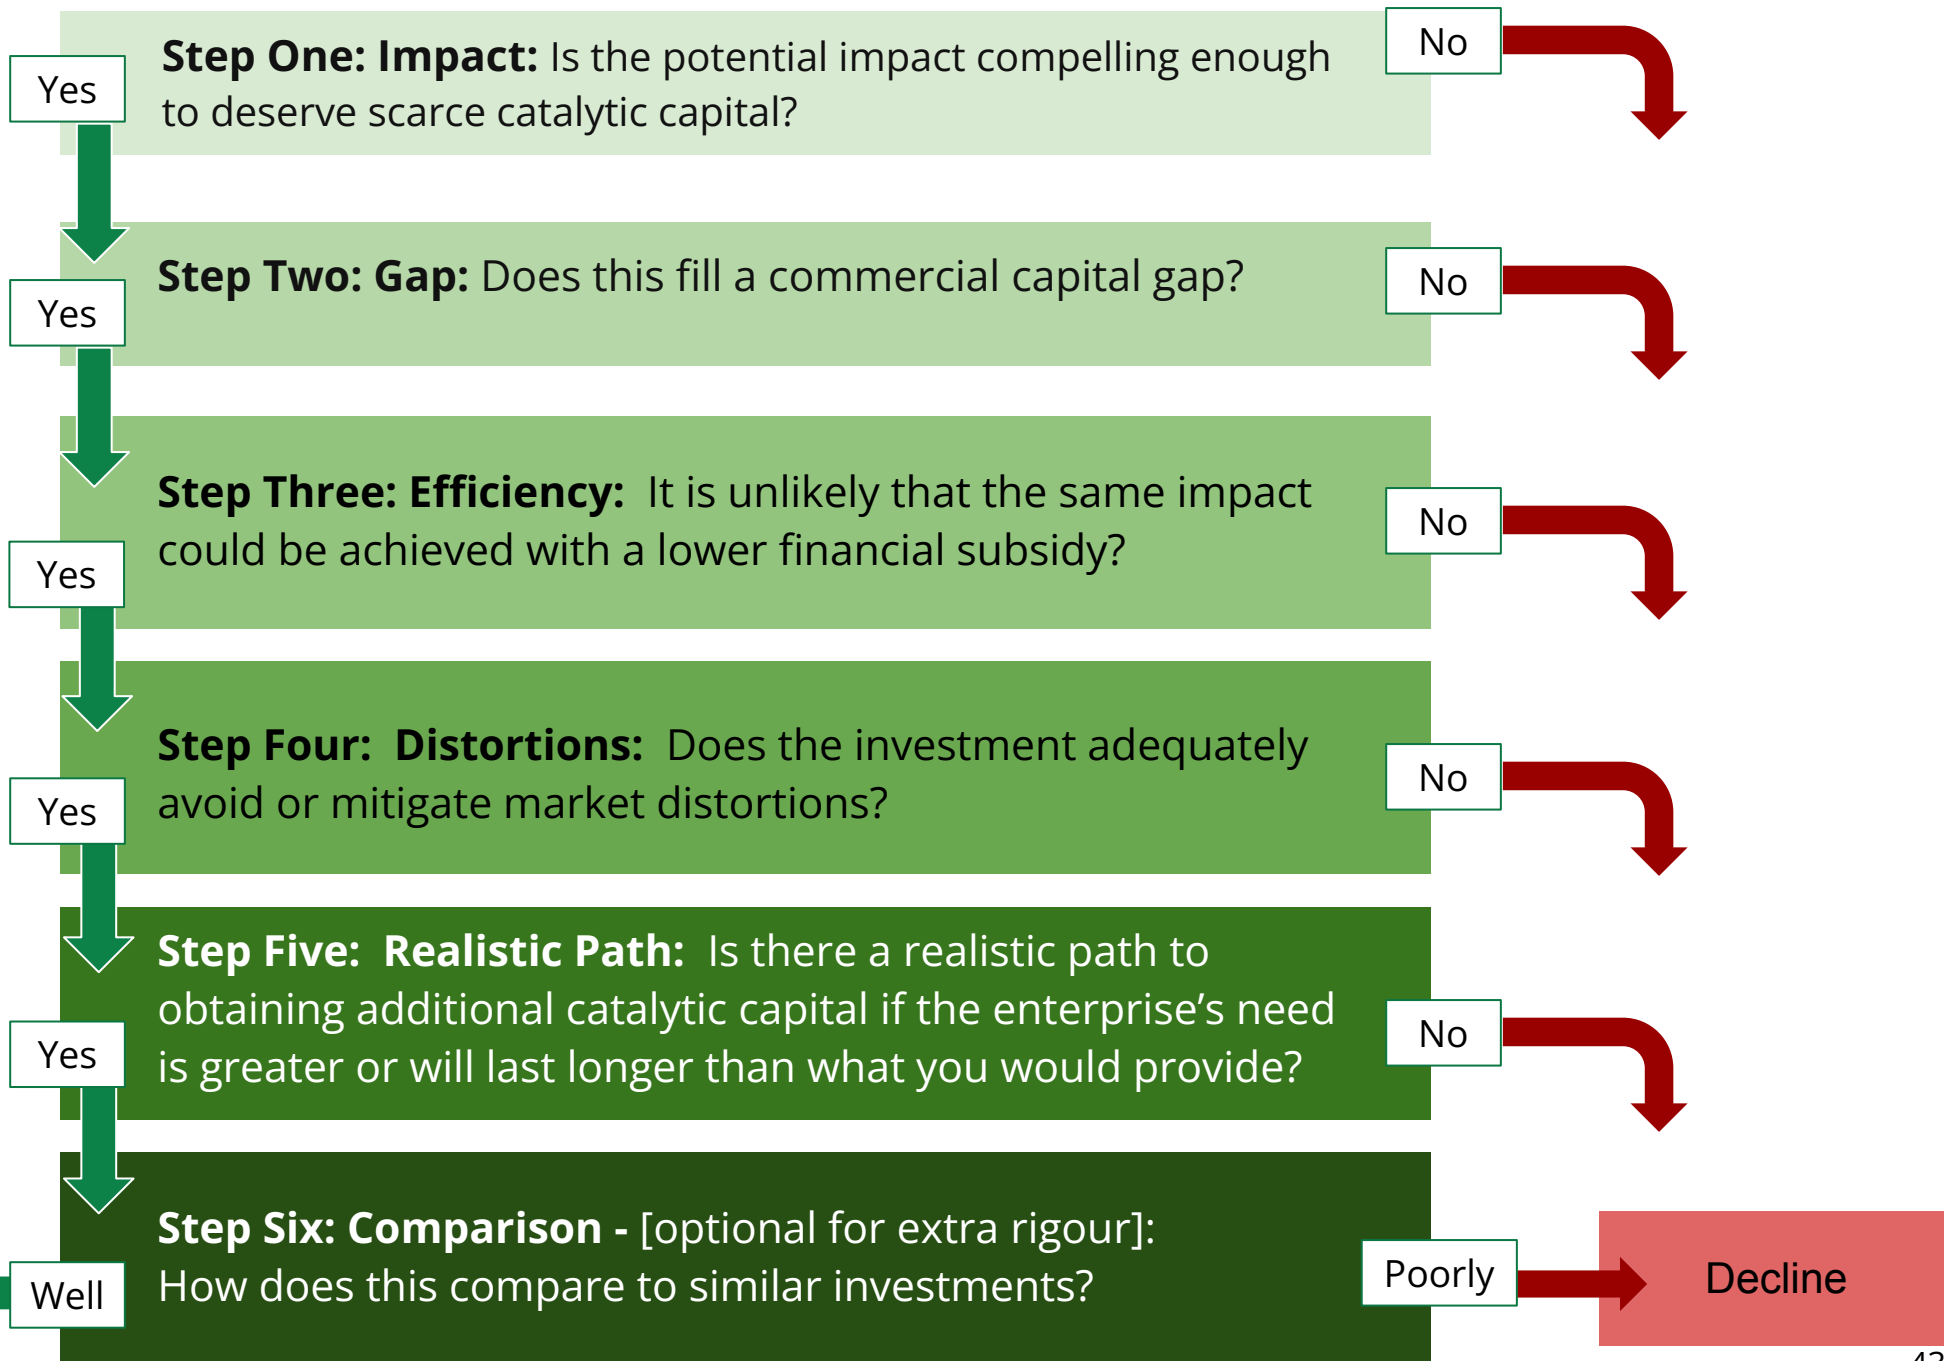 Step One: Impact: Is the potential impact compelling enough
to deserve scarce catalytic capital?
No
Yes
Step Two: Gap: Does this fill a commercial capital gap?
No
Yes
Step Three: Efficiency: It is unlikely that the same impact
could be achieved with a lower financial subsidy?
No
Yes
Step Four: Distortions: Does the investment adequately
avoid or mitigate market distortions?
No
Yes
Step Five: Realistic Path: Is there a realistic path to
obtaining additional catalytic capital if the enterprise’s need
is greater or will last longer than what you would provide?
No
Yes
Step Six: Comparison - [optional for extra rigour]:
How does this compare to similar investments?
Poorly
Decline
Well